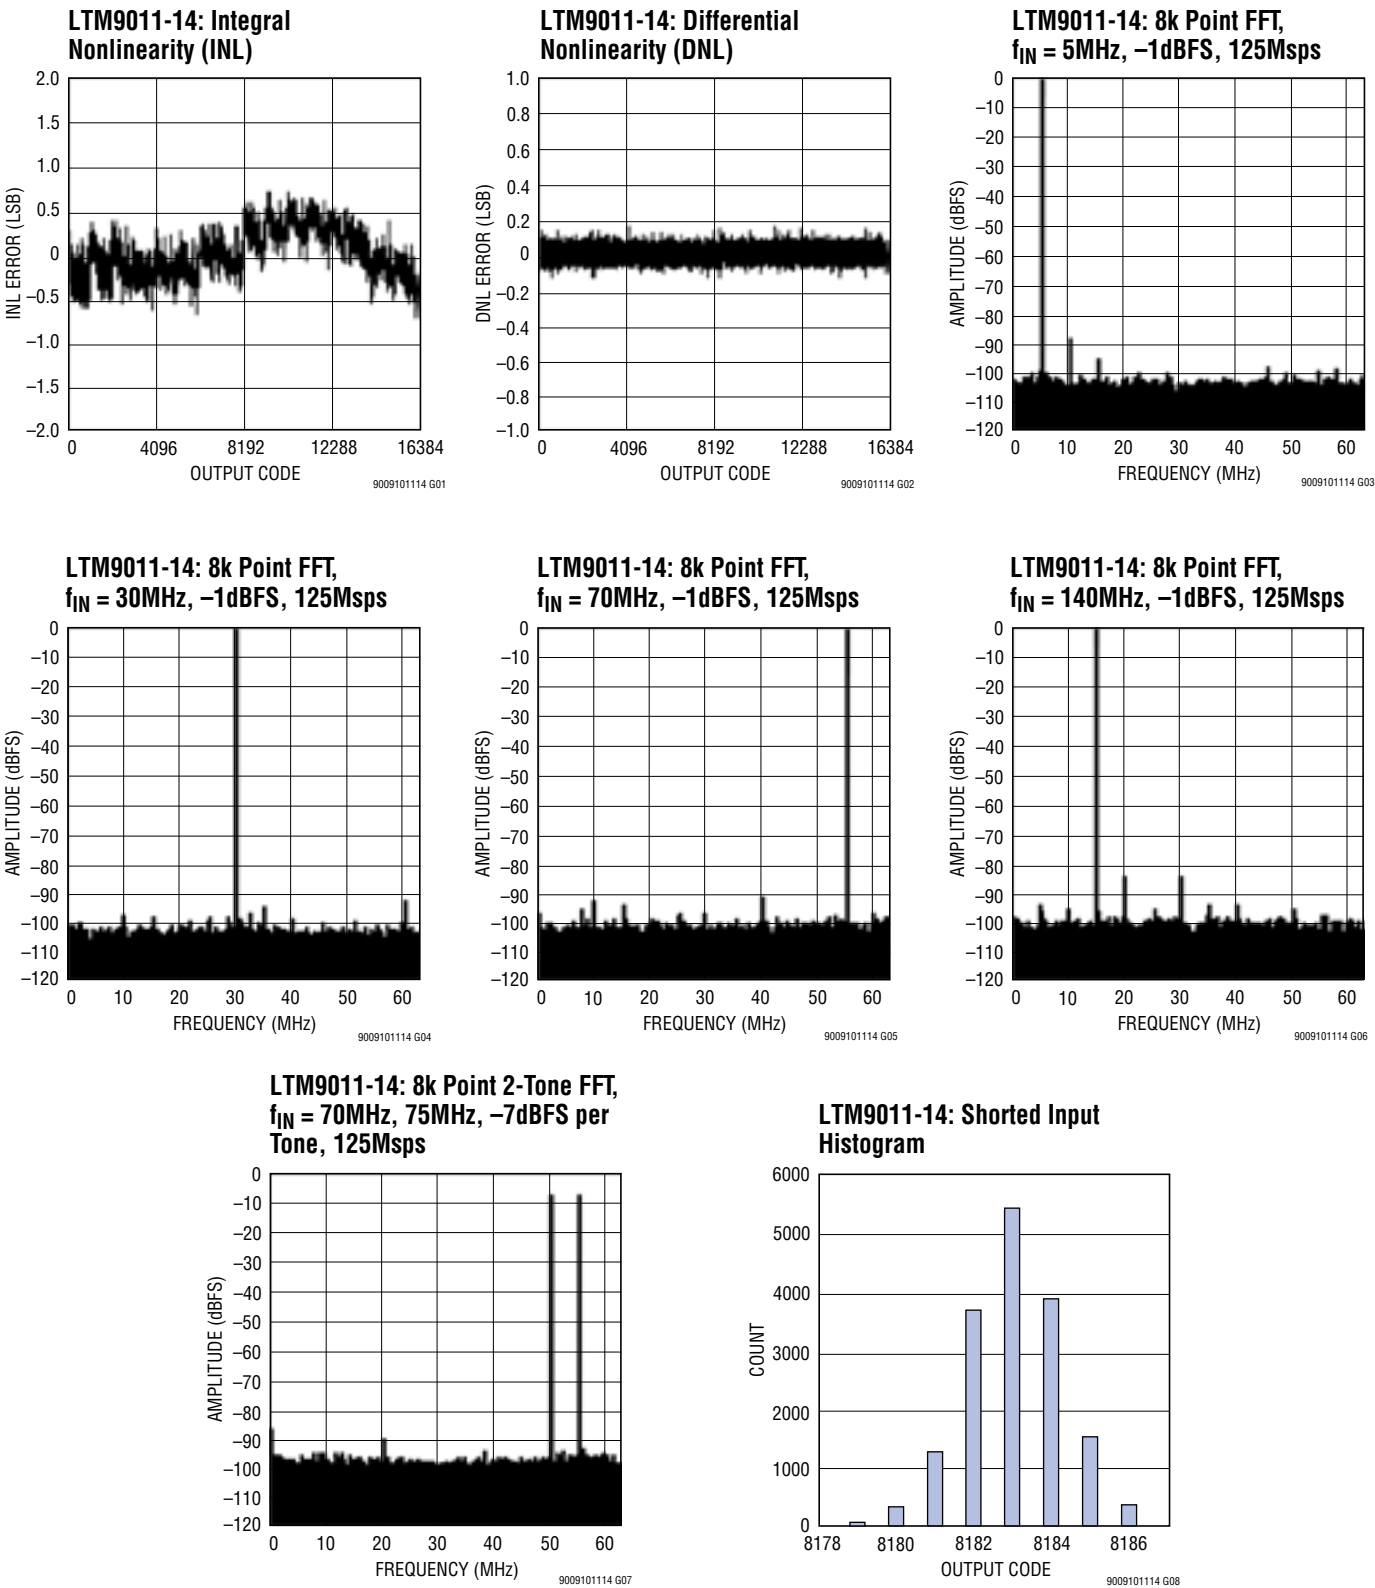 LTM9011-14: Integral
Nonlinearity (INL)
2.0
1.5
1.0
0.5
0
–0.5
–1.0
–1.5
–2.0
INL ERROR (LSB)
0 4096 8192 12288 16384
OUTPUT CODE
9009101114 G01
LTM9011-14: Differential
Nonlinearity (DNL)
1.0
0.8
0.6
0.4
0.2
0
–0.2
–0.4
–0.6
–0.8
–1.0
DNL ERROR (LSB)
0 4096 8192 12288 16384
OUTPUT CODE
9009101114 G02
LTM9011-14: 8k Point FFT,
fIN = 5MHz, –1dBFS, 125Msps
0
–10
–20
–30
–40
–50
–60
–70
–80
–90
–100
–110
–120
AMPLITUDE (dBFS)
0 10 20 30 40 50 60
FREQUENCY (MHz)
9009101114 G03
LTM9011-14: 8k Point FFT,
fIN = 30MHz, –1dBFS, 125Msps
0
–10
–20
–30
–40
–50
–60
–70
–80
–90
–100
–110
–120
AMPLITUDE (dBFS)
0 10 20 30 40 50 60
FREQUENCY (MHz)
9009101114 G04
LTM9011-14: 8k Point FFT,
fIN = 70MHz, –1dBFS, 125Msps
0
–10
–20
–30
–40
–50
–60
–70
–80
–90
–100
–110
–120
AMPLITUDE (dBFS)
0 10 20 30 40 50 60
FREQUENCY (MHz)
9009101114 G05
LTM9011-14: 8k Point FFT,
fIN = 140MHz, –1dBFS, 125Msps
0
–10
–20
–30
–40
–50
–60
–70
–80
–90
–100
–110
–120
AMPLITUDE (dBFS)
0 10 20 30 40 50 60
FREQUENCY (MHz)
9009101114 G06
LTM9011-14: 8k Point 2-Tone FFT,
fIN = 70MHz, 75MHz, –7dBFS per
Tone, 125Msps
0
–10
–20
–30
–40
–50
–60
–70
–80
–90
–100
–110
–120
AMPLITUDE (dBFS)
0 10 20 30 40 50 60
FREQUENCY (MHz)
9009101114 G07
LTM9011-14: Shorted Input
Histogram
6000
5000
4000
3000
2000
1000
0
COUNT
8178 8180 8182 8184 8186
OUTPUT CODE
9009101114 G08